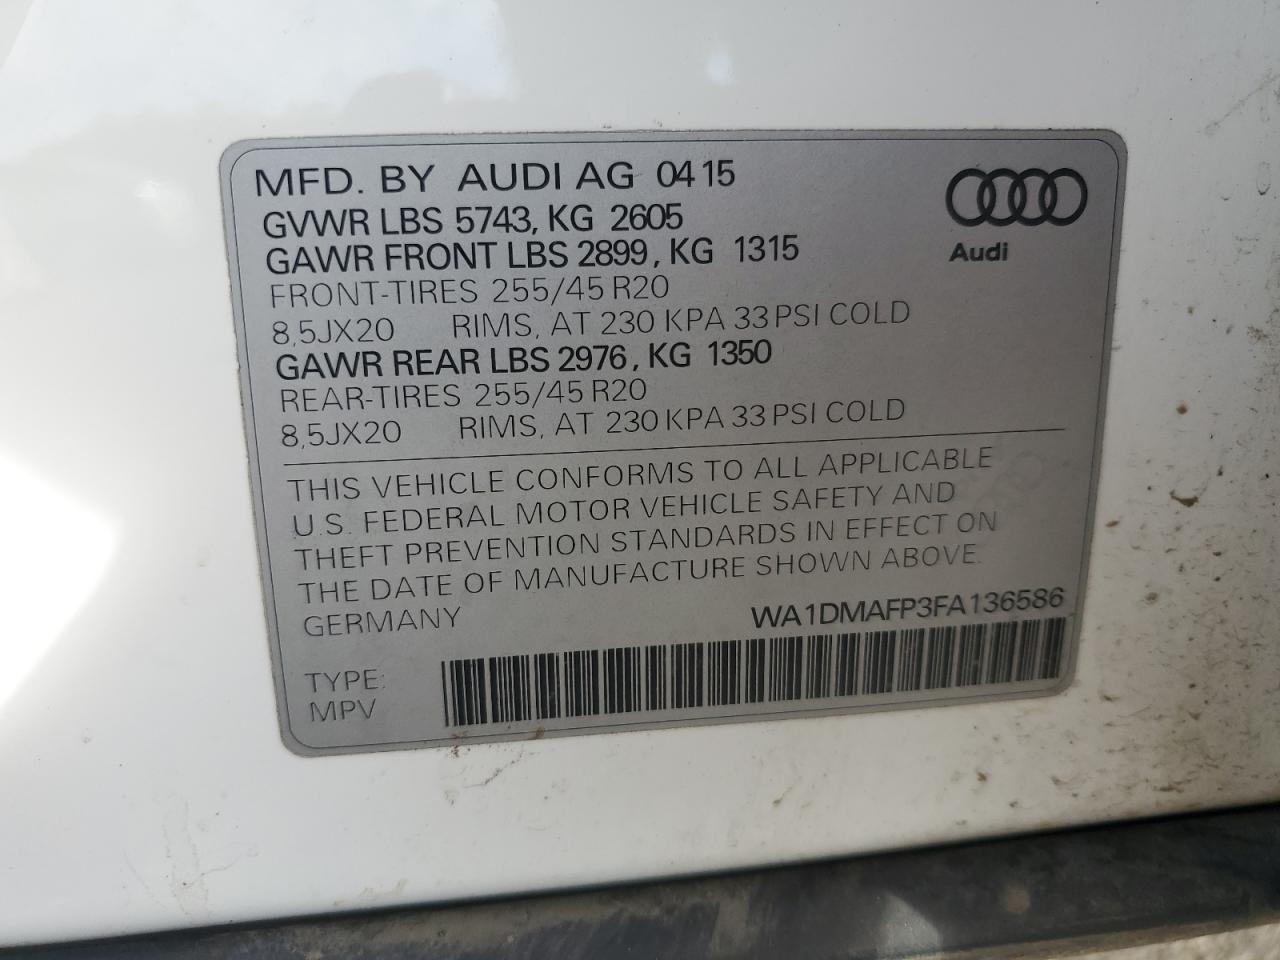 MFD. BY AUDI AG 04 15
GVWR LBS 5743, KG 2605
GAWR FRONT LBS 2899, KG 1315
FRONT-TIRES 255/45 R20
8,5JX20 RIMS, AT 230 KPA 33 PSI COLD
GAWR REAR LBS 2976, KG 1350
REAR-TIRES 255/45 R20
8,5JX20 RIMS, AT 230 KPA 33 PSI COLD
Audi
THIS VEHICLE CONFORMS TO ALL APPLICABLE
U.S. FEDERAL MOTOR VEHICLE SAFETY AND
THEFT PREVENTION STANDARDS IN EFFECT ON
THE DATE OF MANUFACTURE SHOWN ABOVE.
GERMANY WA1DMAFP3FA136586
TYPE:
MPV